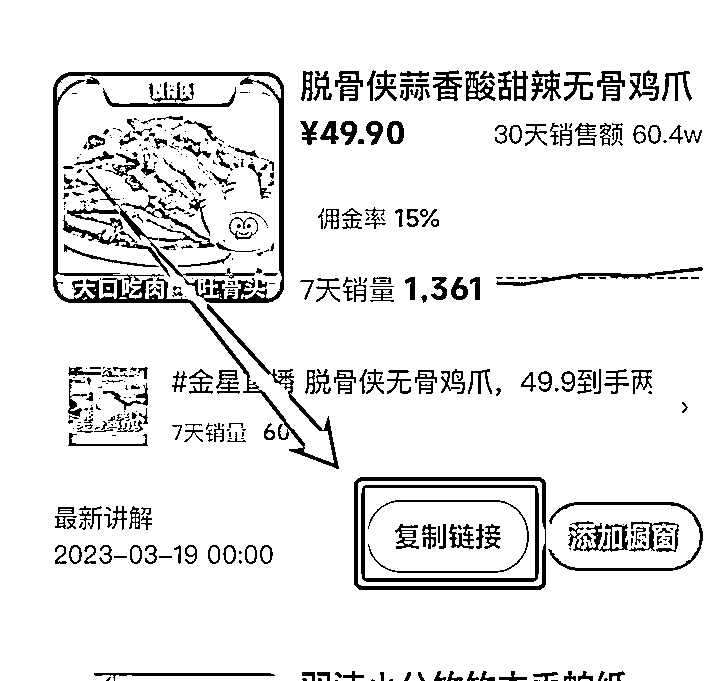 脱骨侠
脱骨侠蒜香酸甜辣无骨鸡爪
¥49.90
30天销售额 60.4w
佣金率 15%
大口吃肉
吐骨头
7天销量 1,361
#金星直播 脱骨侠无骨鸡爪，49.9到手两
7天销量 60
最新讲解
2023-03-19 00:00
复制链接
添加橱窗